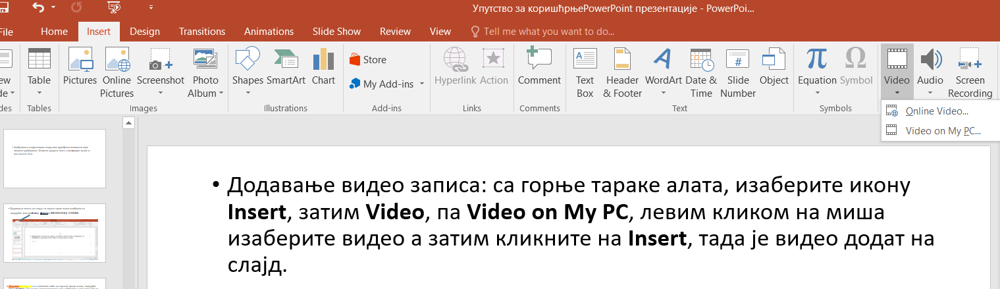 Упутство за коришћрњePowerPoint презентације - PowerPoi...
File Home Insert Design Transitions Animations Slide Show Review View Tell me what you want to do...
Table Pictures Online Pictures Screenshot Photo Album Shapes SmartArt Chart Store My Add-ins Hyperlink Action Comment Text Box Header & Footer WordArt Date & Time Slide Number Object Equation Symbol Video Audio Screen Recording
Tables Images Illustrations Add-ins Links Comments Text Symbols
Online Video...
Video on My PC...
• Додавање видео записа: са горње тараке алата, изаберите икону
Insert, затим Video, па Video on My PC, левим кликом на миша
изаберите видео а затим кликните на Insert, тада је видео додат на
слајд.